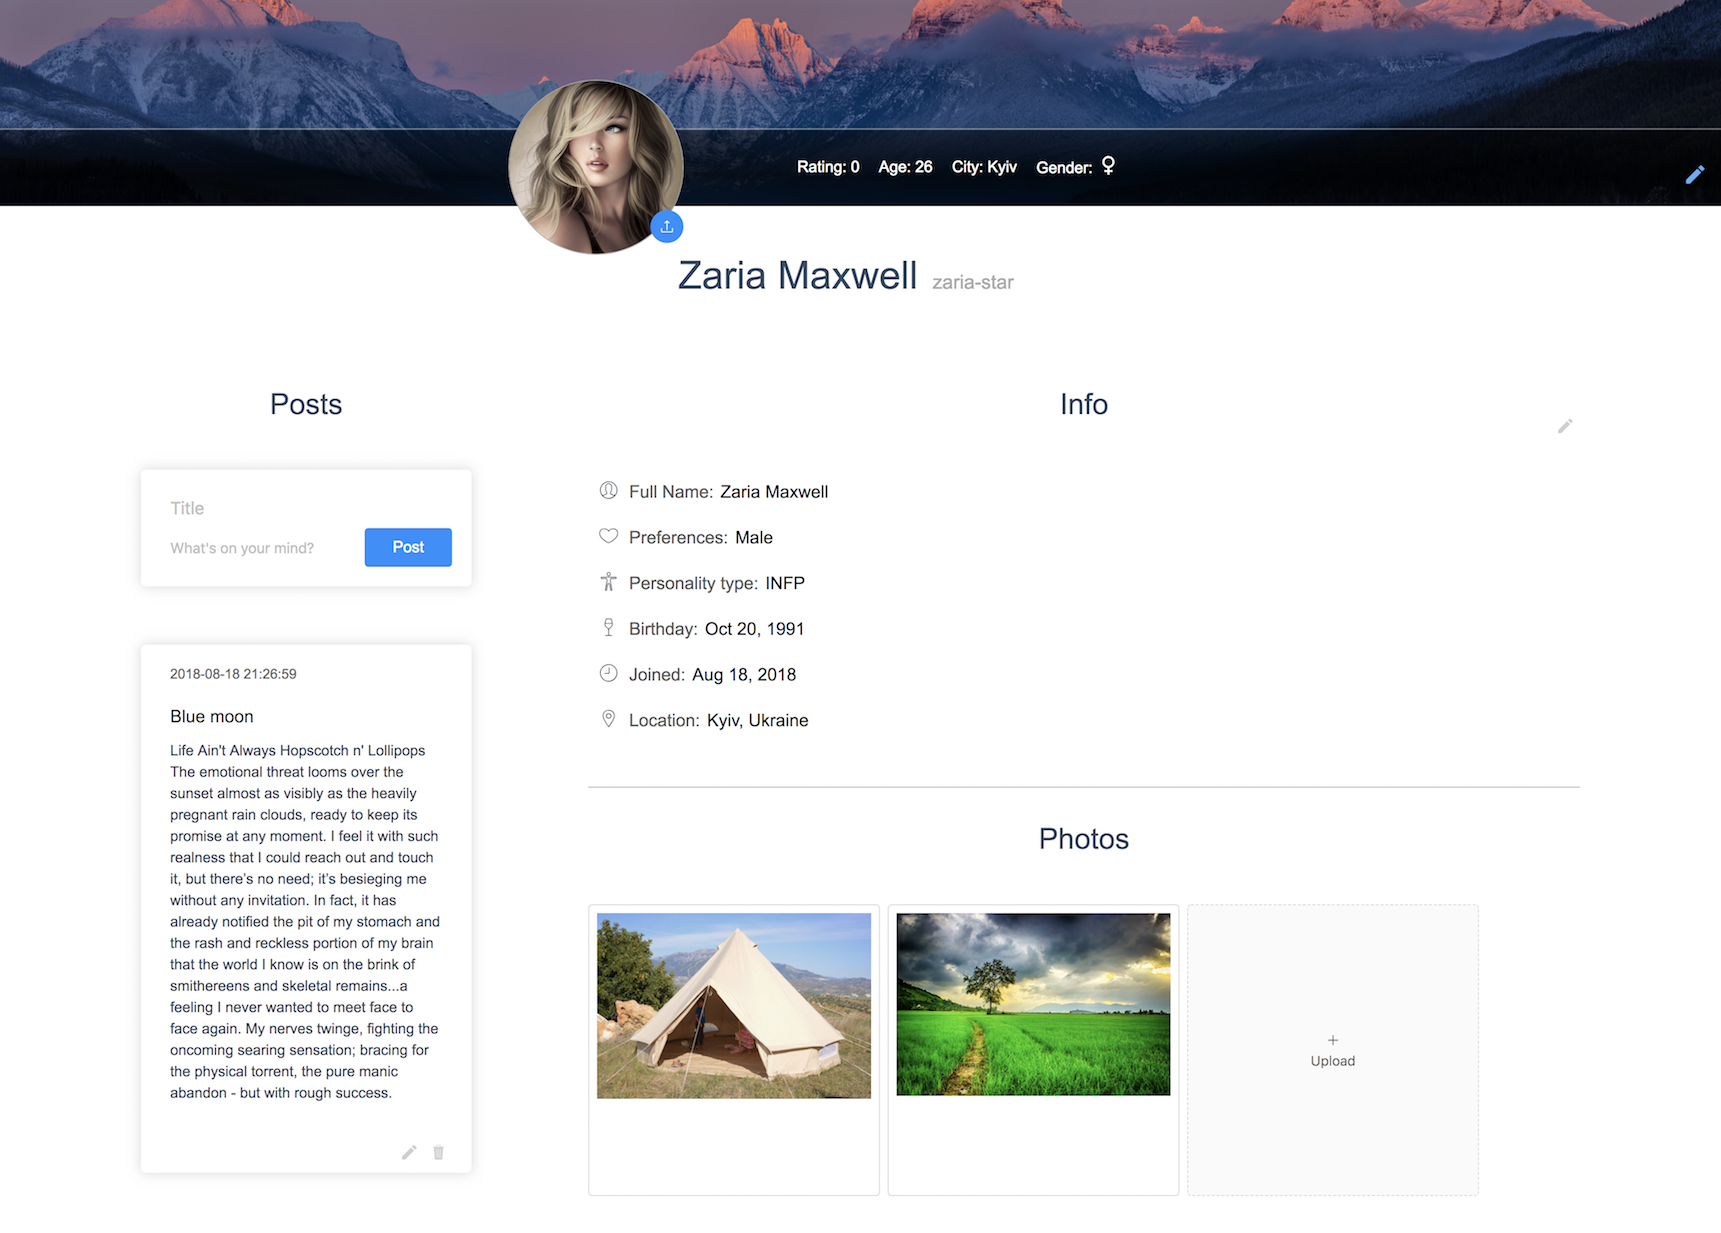 Rating: 0 Age: 26 City: Kyiv Gender:
Zaria Maxwell zaria-star
Posts
Title
What's on your mind?
Post
2018-08-18 21:26:59
Blue moon
Life Ain't Always Hopscotch n' Lollipops
The emotional threat looms over the
sunset almost as visibly as the heavily
pregnant rain clouds, ready to keep its
promise at any moment. I feel it with such
realness that I could reach out and touch
it, but there's no need; it's besieging me
without any invitation. In fact, it has
already notified the pit of my stomach and
the rash and reckless portion of my brain
that the world I know is on the brink of
smithereens and skeletal remains...a
feeling I never wanted to meet face to
face again. My nerves twinge, fighting the
oncoming searing sensation; bracing for
the physical torrent, the pure manic
abandon - but with rough success.
Info
Full Name: Zaria Maxwell
Preferences: Male
Personality type: INFP
Birthday: Oct 20, 1991
Joined: Aug 18, 2018
Location: Kyiv, Ukraine
Photos
+
Upload